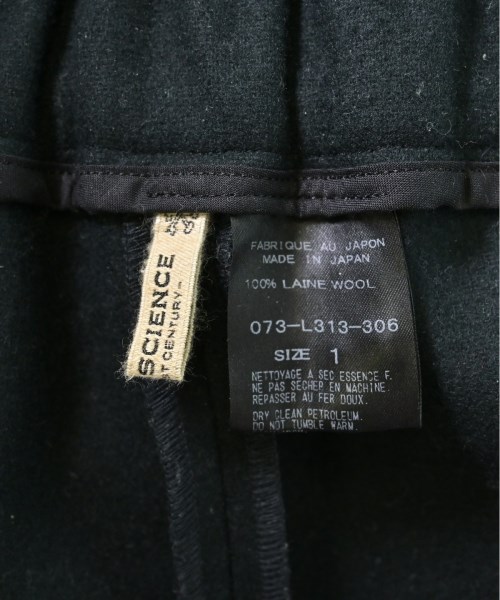 SCIENCE
T CENTURY
FABRIQUE AU JAPON
MADE IN JAPAN
100% LAINE WOOL
073-L313-306
SIZE 1
NETTOYAGE A SEC ESSENCE F.
NE PAS SECHER EN MACHINE.
REPASSER AU FER DOUX.
DRY CLEAN PETROLEUM.
DO NOT TUMBLE WARM.